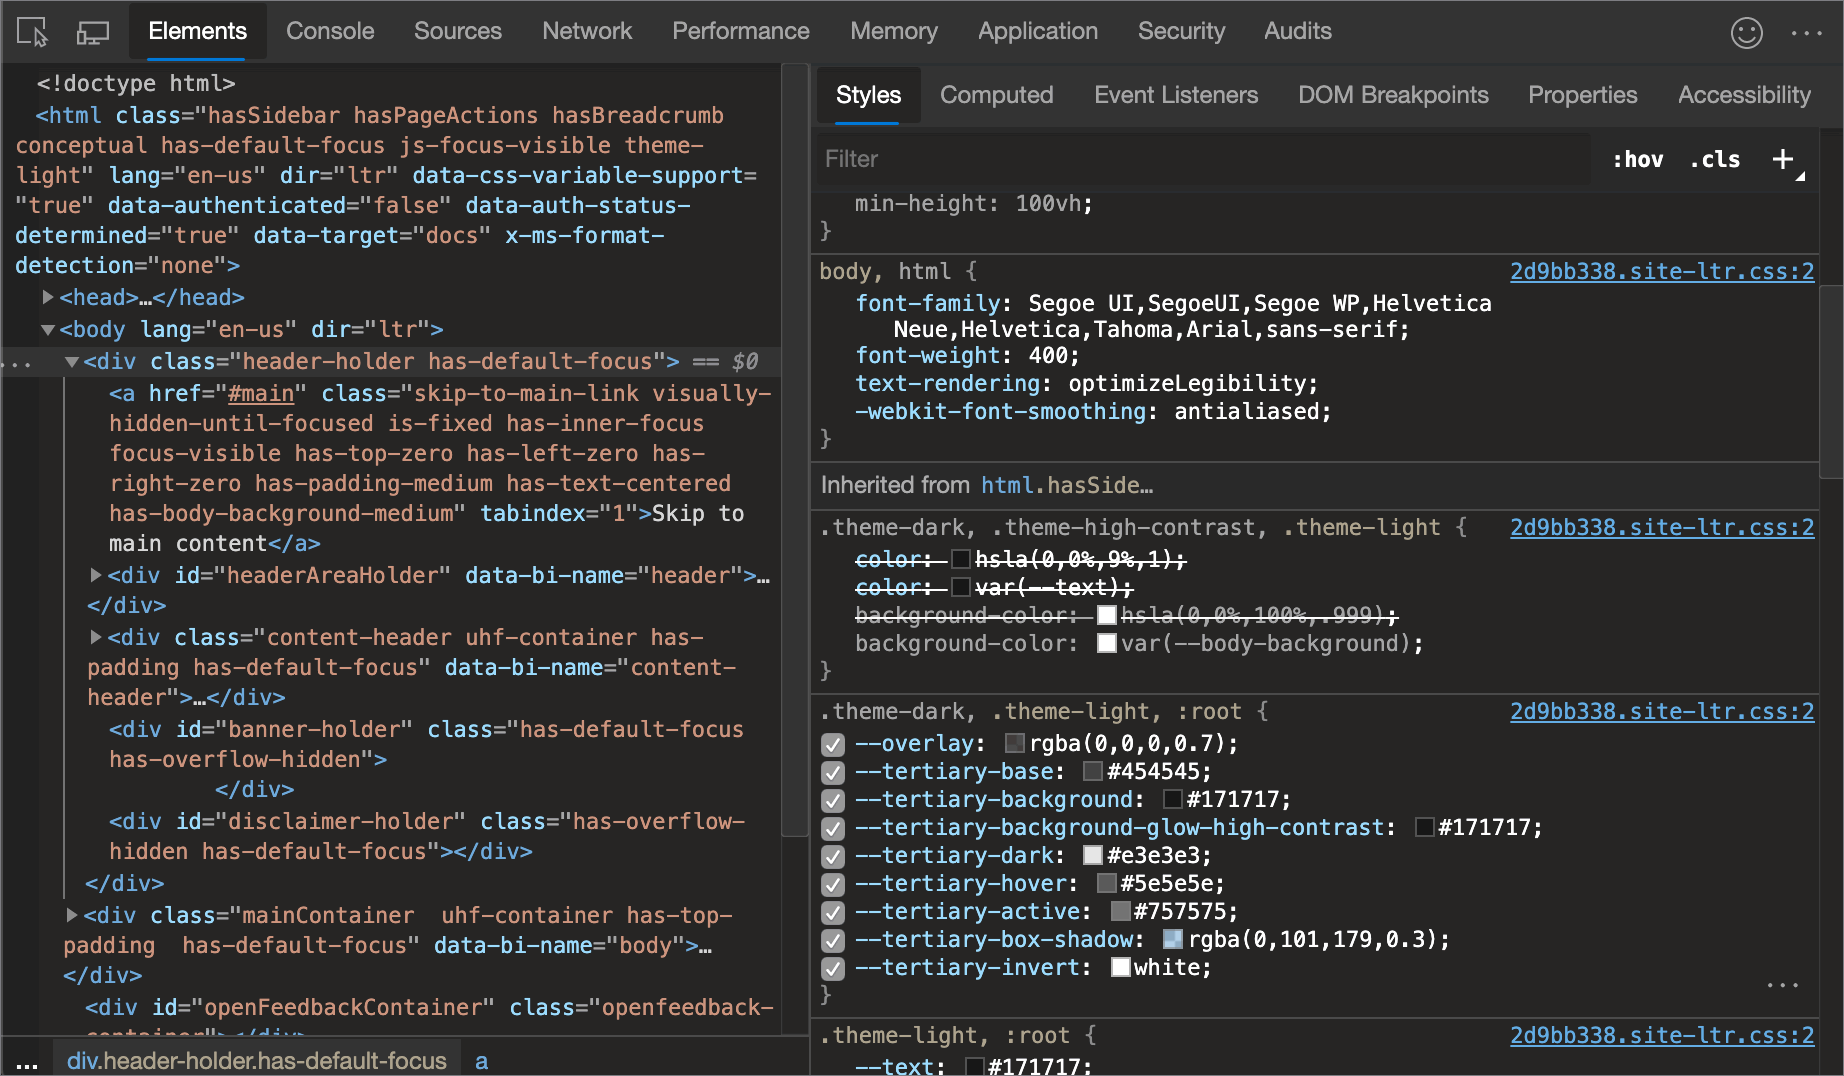 Elements Console Sources Network Performance Memory Application Security Audits
<!doctype html>
<html class="hasSidebar hasPageActions hasBreadcrumb
conceptual has-default-focus js-focus-visible theme-
light" lang="en-us" dir="ltr" data-css-variable-support=
"true" data-authenticated="false" data-auth-status-
determined="true" data-target="docs" x-ms-format-
detection="none">
<head>…</head>
<body lang="en-us" dir="ltr">
... <div class="header-holder has-default-focus"> == $0
<a href="#main" class="skip-to-main-link visually-
hidden-until-focused is-fixed has-inner-focus
focus-visible has-top-zero has-left-zero has-
right-zero has-padding-medium has-text-centered
has-body-background-medium" tabindex="1">Skip to
main content</a>
<div id="headerAreaHolder" data-bi-name="header">…
</div>
<div class="content-header uhf-container has-
padding has-default-focus" data-bi-name="content-
header">…</div>
<div id="banner-holder" class="has-default-focus
has-overflow-hidden">
</div>
<div id="disclaimer-holder" class="has-overflow-
hidden has-default-focus"></div>
</div>
<div class="mainContainer  uhf-container has-top-
padding  has-default-focus" data-bi-name="body">…
</div>
<div id="openFeedbackContainer" class="openfeedback-
container"></div>
... div.header-holder.has-default-focus a
Styles Computed Event Listeners DOM Breakpoints Properties Accessibility
Filter :hov .cls +
min-height: 100vh;
}
body, html { 2d9bb338.site-ltr.css:2
font-family: Segoe UI,SegoeUI,Segoe WP,Helvetica
Neue,Helvetica,Tahoma,Arial,sans-serif;
font-weight: 400;
text-rendering: optimizeLegibility;
-webkit-font-smoothing: antialiased;
}
Inherited from html.hasSide…
.theme-dark, .theme-high-contrast, .theme-light { 2d9bb338.site-ltr.css:2
color: hsla(0,0%,9%,1);
color: var(--text);
background-color: hsla(0,0%,100%,.999);
background-color: var(--body-background);
}
.theme-dark, .theme-light, :root { 2d9bb338.site-ltr.css:2
--overlay: rgba(0,0,0,0.7);
--tertiary-base: #454545;
--tertiary-background: #171717;
--tertiary-background-glow-high-contrast: #171717;
--tertiary-dark: #e3e3e3;
--tertiary-hover: #5e5e5e;
--tertiary-active: #757575;
--tertiary-box-shadow: rgba(0,101,179,0.3);
--tertiary-invert: white;
}
.theme-light, :root { 2d9bb338.site-ltr.css:2
--text: #171717;